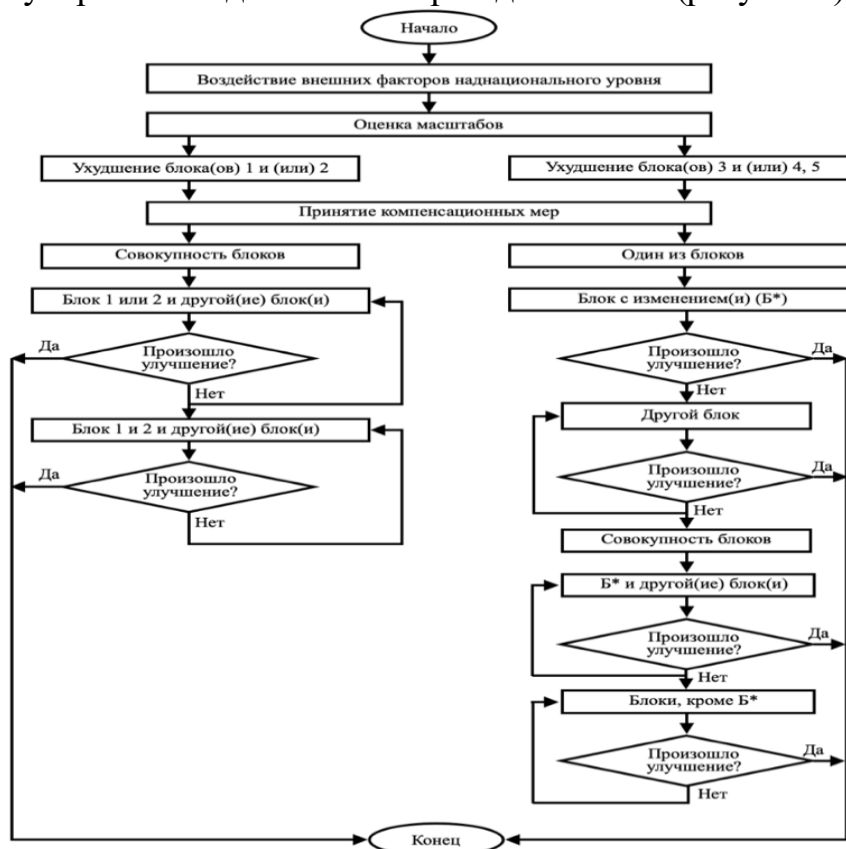 Начало
Воздействие внешних факторов наднационального уровня
Оценка масштабов
Ухудшение блока(ов) 1 и (или) 2
Ухудшение блока(ов) 3 и (или) 4, 5
Принятие компенсационных мер
Совокупность блоков
Один из блоков
Блок 1 или 2 и другой(ие) блок(и)
Блок с изменением(и) (Б*)
Да
Произошло
улучшение?
Нет
Произошло
улучшение?
Да
Нет
Блок 1 и 2 и другой(ие) блок(и)
Другой блок
Да
Произошло
улучшение?
Нет
Произошло
улучшение?
Да
Нет
Совокупность блоков
Б* и другой(ие) блок(и)
Произошло
улучшение?
Да
Нет
Блоки, кроме Б*
Произошло
улучшение?
Да
Нет
Конец